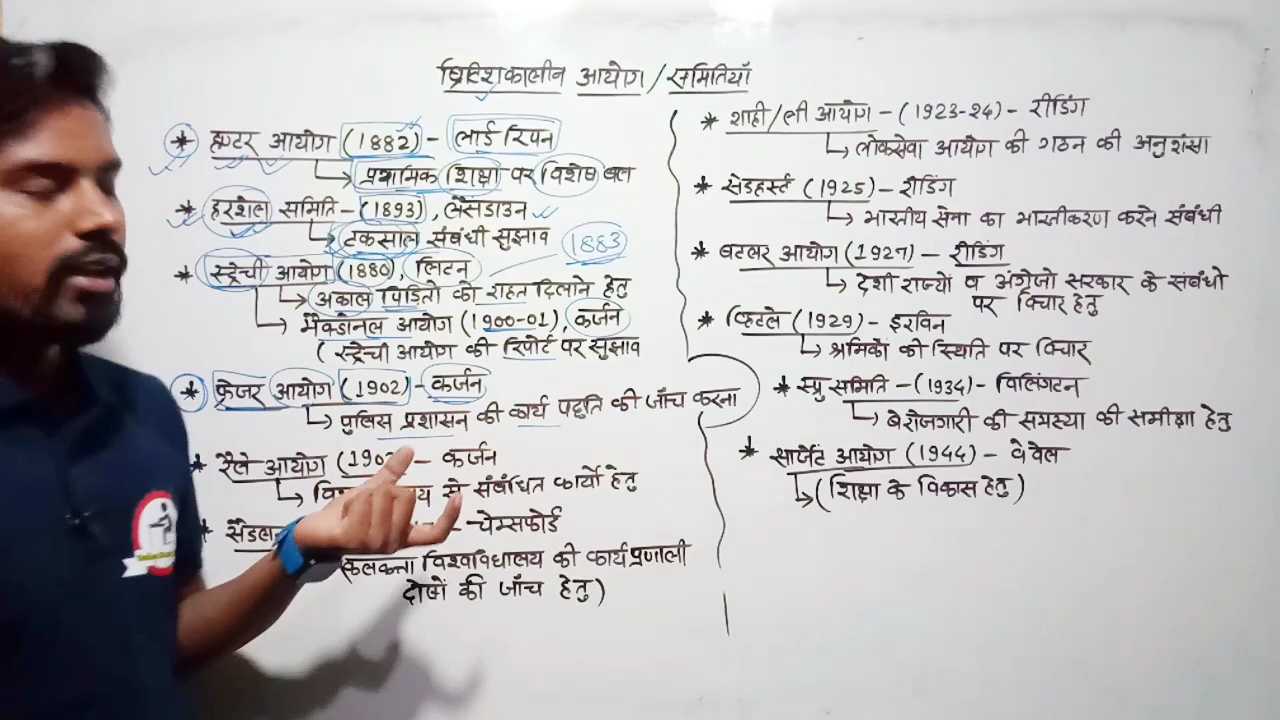 ब्रिटिशकालीन आयोग/समितियाँ
* हण्टर आयोग (1882) - लार्ड रिपन
प्राथमिक शिक्षा पर विशेष बल
* हरशेल समिति - (1893), लैंसडाउन
टकसाल संबंधी सुझाव
1883
* स्ट्रेची आयोग (1880), लिटन
अकाल पिडितो को राहत दिलाने हेतु
मैक्डोनल आयोग (1900-01), कर्जन
(स्ट्रेची आयोग की रिपोर्ट पर सुझाव
* फ्रेजर आयोग (1902) - कर्जन
पुलिस प्रशासन की कार्य पद्दति की जाँच करना
* रैले आयोग (190 - कर्जन
से संबंधित कार्यो हेतु
* सैडल - चेम्सफोर्ड
कलकत्ता विश्वविधालय की कार्यप्रणाली
दोषों की जाँच हेतु)
* शाही/ली आयोग - (1923-24) - रीडिंग
लोकसेवा आयोग की गठन की अनुशंसा
* सेडहर्स्ट (1925) - रीडिंग
भारतीय सेना का भारतीकरण करने संबंधी
* बटलर आयोग (1927) - रीडिंग
देशी राज्यों व अंग्रेजो सरकार के संबंधो
पर विचार हेतु
* व्हिटले (1929) - इरविन
श्रमिकों की स्थिति पर विचार
* सप्रु समिति - (1934) - विलिंगटन
बेरोजगारी की समस्या की समीक्षा हेतु
* सार्जेंट आयोग (1944) - वेवेल
(शिक्षा के विकास हेतु)